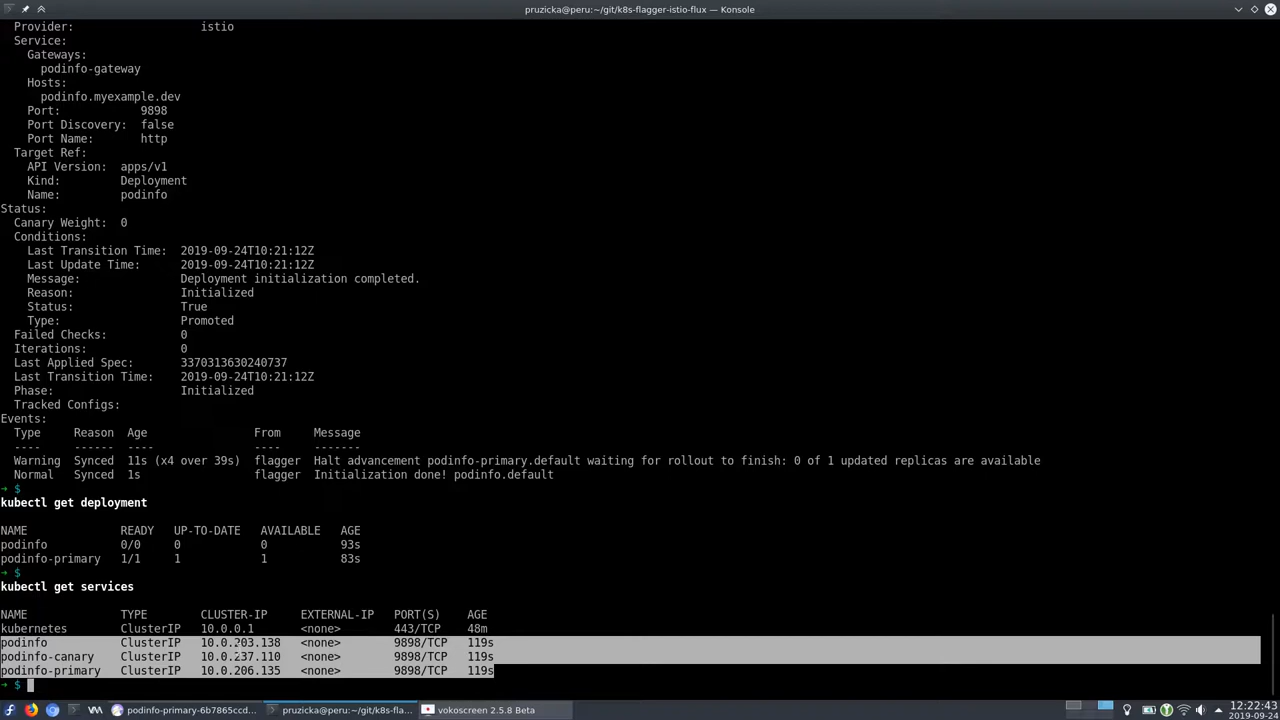 pruzicka@peru:~/git/k8s-flagger-istio-flux — Konsole
Provider: istio
Service:
Gateways:
podinfo-gateway
Hosts:
podinfo.myexample.dev
Port: 9898
Port Discovery: false
Port Name: http
Target Ref:
API Version: apps/v1
Kind: Deployment
Name: podinfo
Status:
Canary Weight: 0
Conditions:
Last Transition Time: 2019-09-24T10:21:12Z
Last Update Time: 2019-09-24T10:21:12Z
Message: Deployment initialization completed.
Reason: Initialized
Status: True
Type: Promoted
Failed Checks: 0
Iterations: 0
Last Applied Spec: 3370313630240737
Last Transition Time: 2019-09-24T10:21:12Z
Phase: Initialized
Tracked Configs:
Events:
Type Reason Age From Message
---- ------ ---- ---- -------
Warning Synced 11s (x4 over 39s) flagger Halt advancement podinfo-primary.default waiting for rollout to finish: 0 of 1 updated replicas are available
Normal Synced 1s flagger Initialization done! podinfo.default
➜ $
kubectl get deployment
NAME READY UP-TO-DATE AVAILABLE AGE
podinfo 0/0 0 0 93s
podinfo-primary 1/1 1 1 83s
➜ $
kubectl get services
NAME TYPE CLUSTER-IP EXTERNAL-IP PORT(S) AGE
kubernetes ClusterIP 10.0.0.1 <none> 443/TCP 48m
podinfo ClusterIP 10.0.203.138 <none> 9898/TCP 119s
podinfo-canary ClusterIP 10.0.237.110 <none> 9898/TCP 119s
podinfo-primary ClusterIP 10.0.206.135 <none> 9898/TCP 119s
➜ $
podinfo-primary-6b7865ccd... pruzicka@peru:~/git/k8s-fla... vokoscreen 2.5.8 Beta 12:22:43
2019-09-24